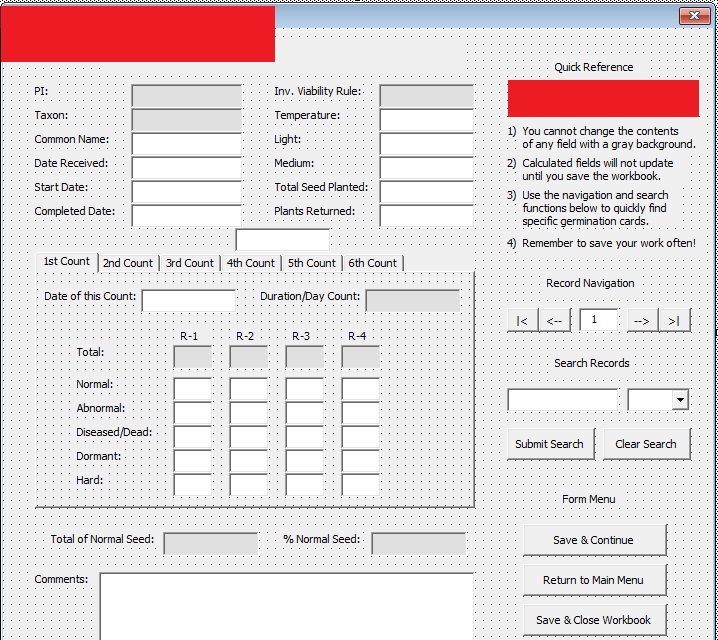 Quick Reference
PI:
Inv. Viability Rule:
Taxon:
Temperature:
Common Name:
Light:
Date Received:
Medium:
Start Date:
Total Seed Planted:
Completed Date:
Plants Returned:
1) You cannot change the contents
of any field with a gray background.
2) Calculated fields will not update
until you save the workbook.
3) Use the navigation and search
functions below to quickly find
specific germination cards.
4) Remember to save your work often!
1st Count 2nd Count 3rd Count 4th Count 5th Count 6th Count
Date of this Count: Duration/Day Count:
R-1 R-2 R-3 R-4
Total:
Normal:
Abnormal:
Diseased/Dead:
Dormant:
Hard:
Record Navigation
|< <-- 1 --> >|
Search Records
Submit Search Clear Search
Total of Normal Seed: % Normal Seed:
Comments:
Form Menu
Save & Continue
Return to Main Menu
Save & Close Workbook